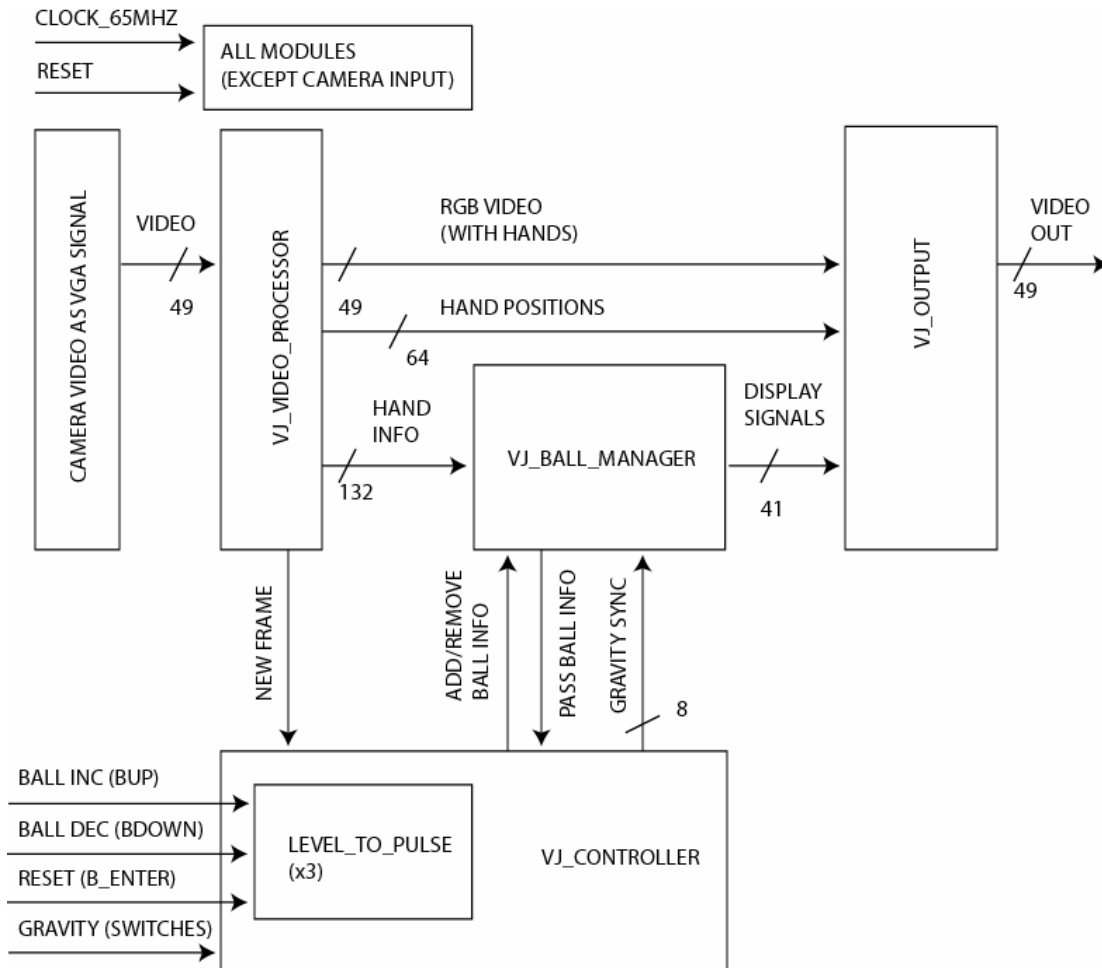 CLOCK_65MHZ
RESET
ALL MODULES
(EXCEPT CAMERA INPUT)
CAMERA VIDEO AS VGA SIGNAL
VIDEO
49
VJ_VIDEO_PROCESSOR
RGB VIDEO
(WITH HANDS)
49
HAND POSITIONS
64
HAND
INFO
132
VJ_BALL_MANAGER
DISPLAY
SIGNALS
41
VJ_OUTPUT
VIDEO
OUT
49
NEW FRAME
ADD/REMOVE
BALL INFO
PASS BALL INFO
GRAVITY SYNC
8
BALL INC (BUP)
BALL DEC (BDOWN)
RESET (B_ENTER)
GRAVITY (SWITCHES)
LEVEL_TO_PULSE
(x3)
VJ_CONTROLLER